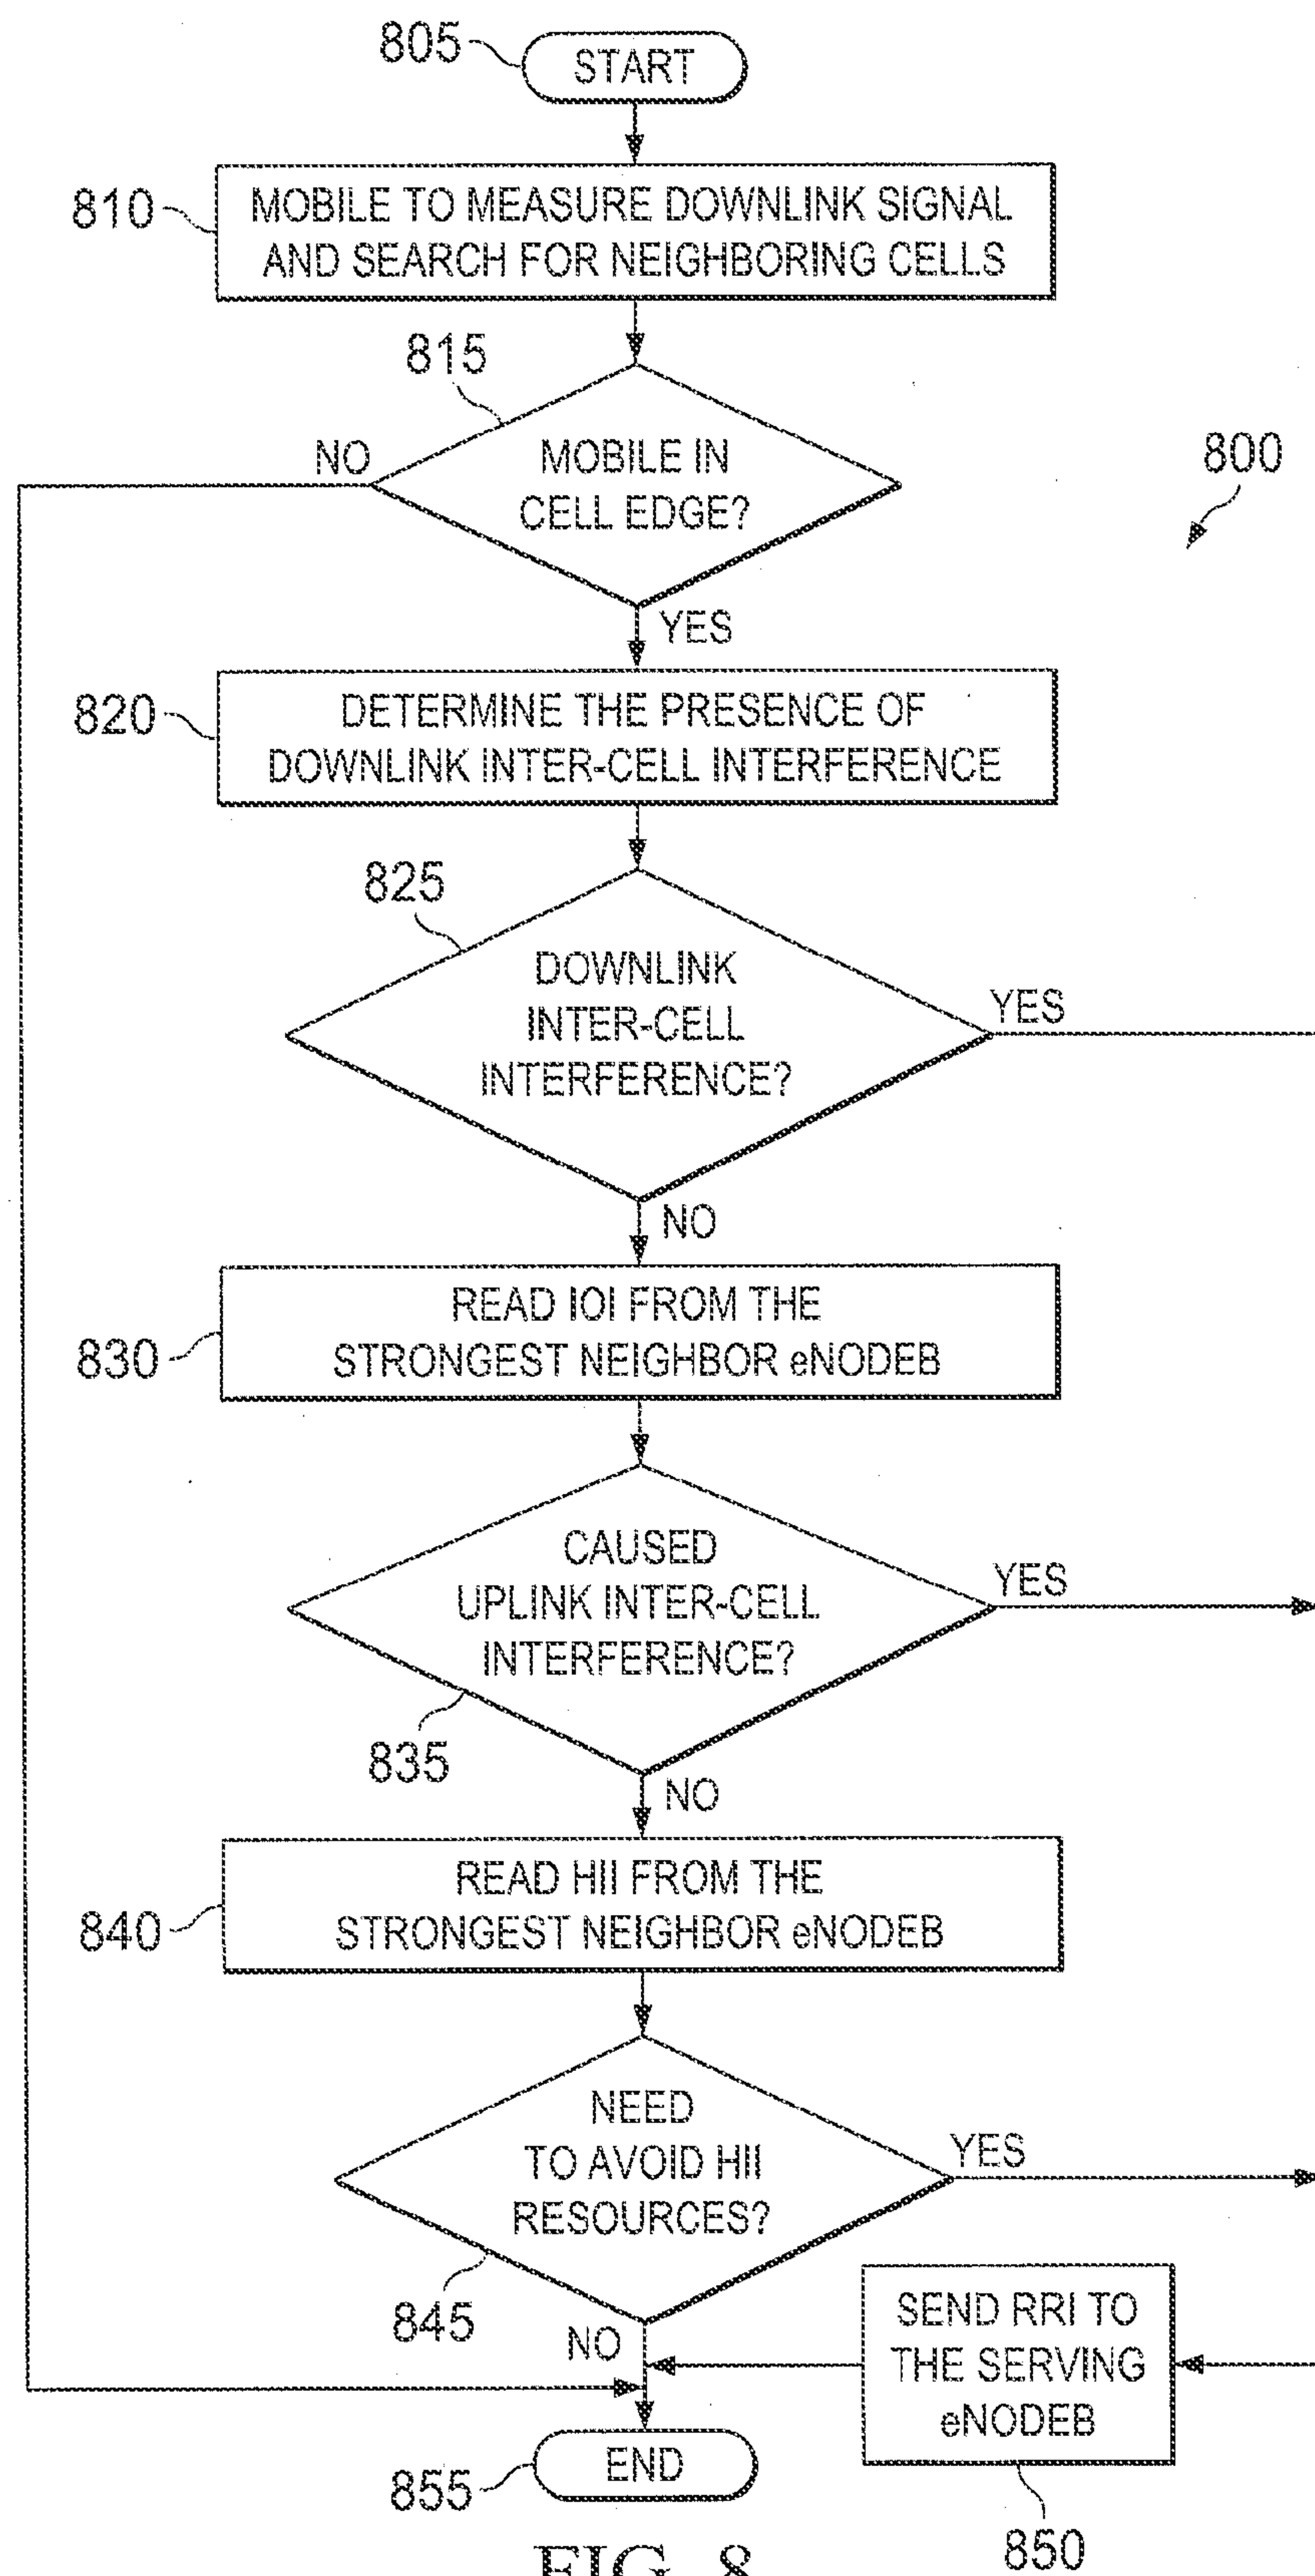 805
START
810
MOBILE TO MEASURE DOWNLINK SIGNAL
AND SEARCH FOR NEIGHBORING CELLS
815
NO
MOBILE IN
CELL EDGE?
800
YES
820
DETERMINE THE PRESENCE OF
DOWNLINK INTER-CELL INTERFERENCE
825
DOWNLINK
INTER-CELL
INTERFERENCE?
YES
NO
830
READ IOI FROM THE
STRONGEST NEIGHBOR eNODEB
CAUSED
UPLINK INTER-CELL
INTERFERENCE?
YES
835
NO
840
READ HII FROM THE
STRONGEST NEIGHBOR eNODEB
NEED
TO AVOID HII
RESOURCES?
YES
845
NO
SEND RRI TO
THE SERVING
eNODEB
850
855
END
FIG. 8